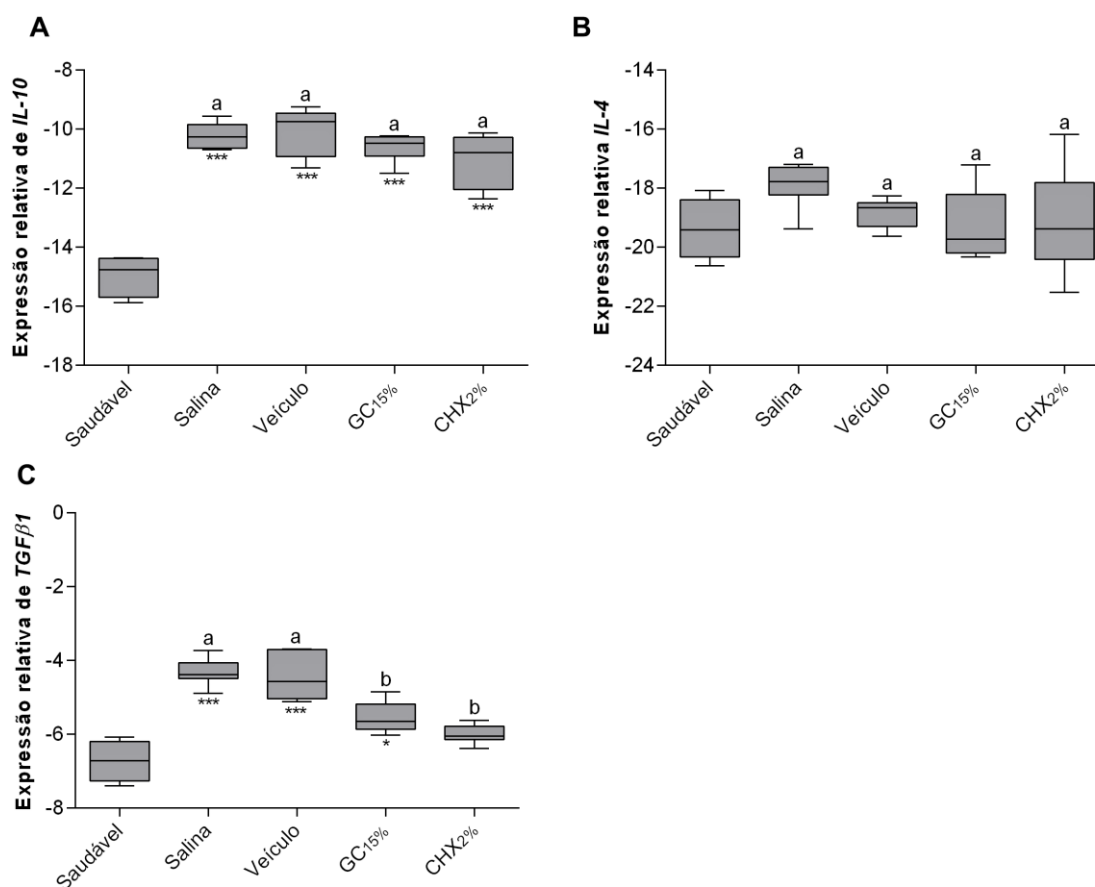 A
Expressão relativa de IL-10
-8
-10
-12
-14
-16
-18
a
a
a
a
***
***
***
***
Saudável
Salina
Veículo
GC15%
CHX2%
B
Expressão relativa IL-4
-14
-16
-18
-20
-22
-24
a
a
a
a
Saudável
Salina
Veículo
GC15%
CHX2%
C
Expressão relativa de TGFβ1
0
-2
-4
-6
-8
a
a
b
b
***
***
*
Saudável
Salina
Veículo
GC15%
CHX2%